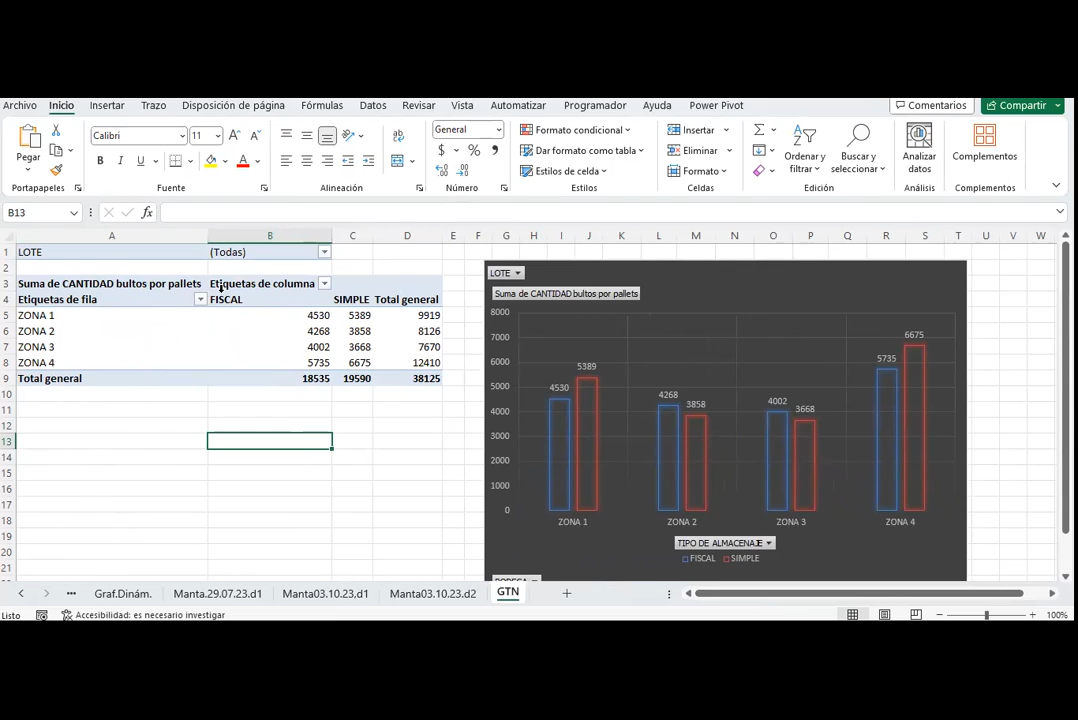 Archivo Inicio Insertar Trazo Disposición de página Fórmulas Datos Revisar Vista Automatizar Programador Ayuda Power Pivot Comentarios Compartir
Pegar
Calibri 11
N K S
General
$ % ,
Formato condicional
Dar formato como tabla
Estilos de celda
Insertar
Eliminar
Formato
Ordenar y filtrar
Buscar y seleccionar
Analizar datos
Complementos
Portapapeles Fuente Alineación Número Estilos Celdas Edición Análisis Complementos
B13 fx
A B C D E F G H I J K L M N O P Q R S T U V W
1 LOTE (Todas)
2
3 Suma de CANTIDAD bultos por pallets Etiquetas de columna
4 Etiquetas de fila FISCAL SIMPLE Total general
5 ZONA 1 4530 5389 9919
6 ZONA 2 4268 3858 8126
7 ZONA 3 4002 3668 7670
8 ZONA 4 5735 6675 12410
9 Total general 18535 19590 38125
10
11
12
13
14
15
16
17
18
19
20
21
LOTE
Suma de CANTIDAD bultos por pallets
8000
7000
6000
5000
4000
3000
2000
1000
0
4530 5389 4268 3858 4002 3668 5735 6675
ZONA 1 ZONA 2 ZONA 3 ZONA 4
TIPO DE ALMACENAJE
FISCAL SIMPLE
Graf.Dinám. Manta.29.07.23.d1 Manta03.10.23.d1 Manta03.10.23.d2 GTN
Listo Accesibilidad: es necesario investigar 100%